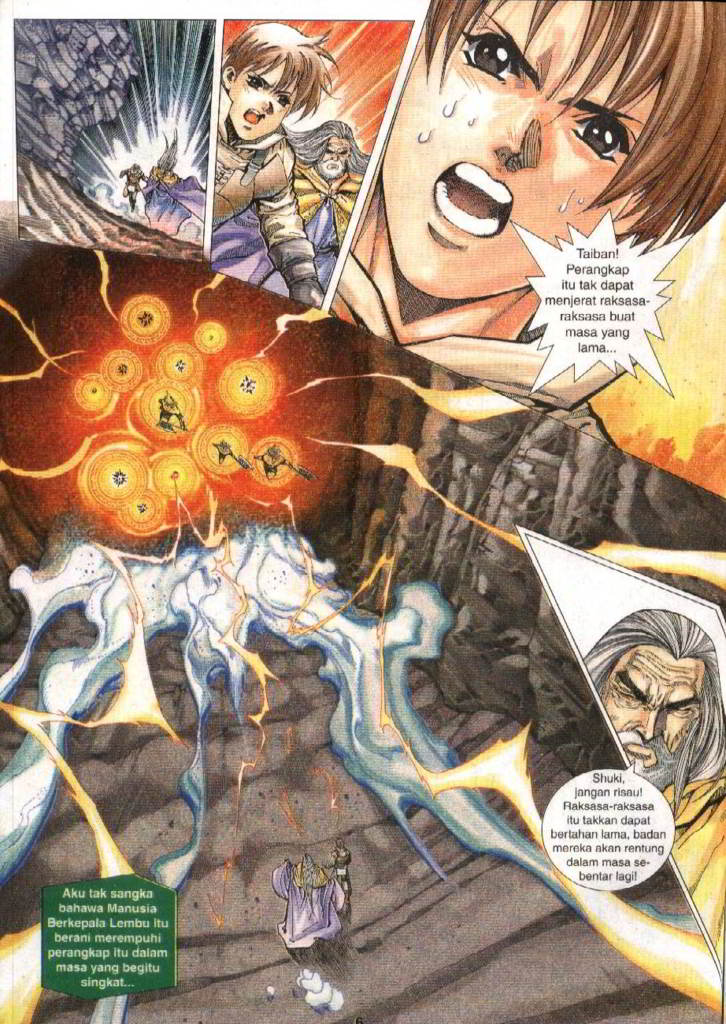 Taiban!
Perangkap
itu tak dapat
menjerat raksasa-
raksasa buat
masa yang
lama...
Shuki,
jangan risau!
Raksasa-raksasa
itu takkan dapat
bertahan lama, badan
mereka akan rentung
dalam masa se-
bentar lagi!
Aku tak sangka
bahawa Manusia
Berkepala Lembu itu
berani merempuhi
perangkap itu dalam
masa yang begitu
singkat...
6